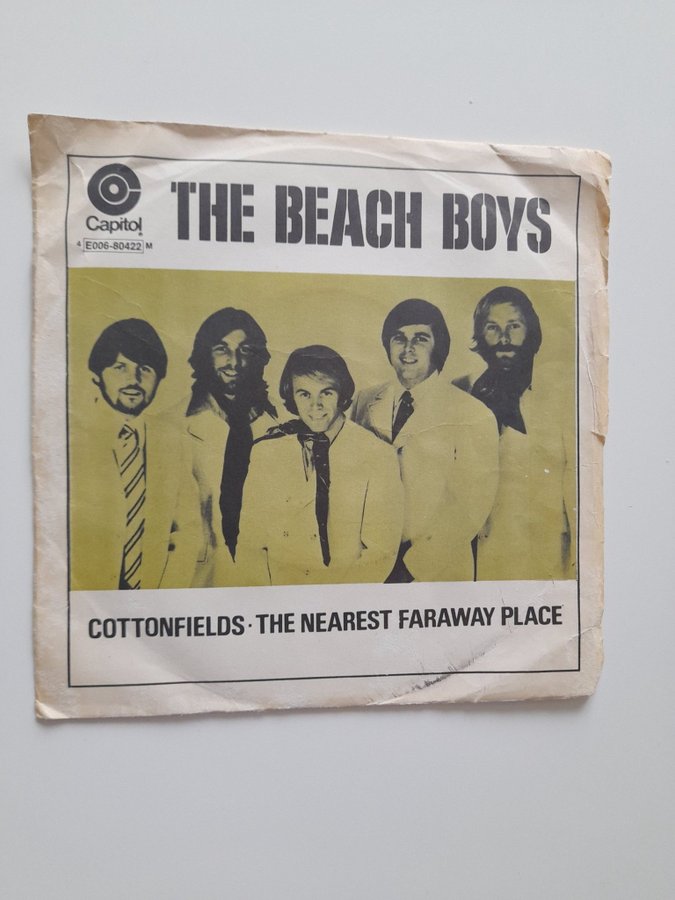 THE BEACH BOYS
Capitol
4 E006-80422 M
COTTONFIELDS · THE NEAREST FARAWAY PLACE